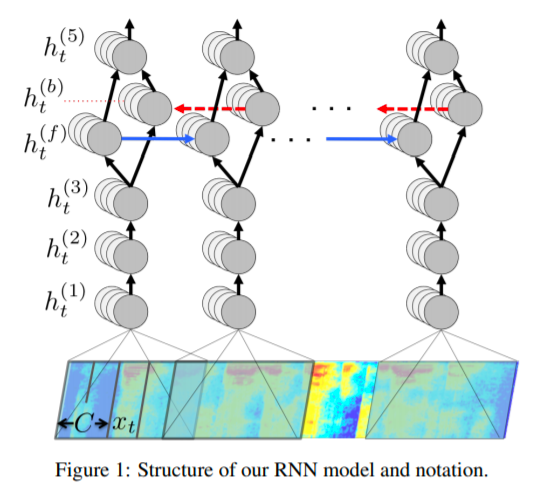 h_t^{(5)}
h_t^{(b)}
h_t^{(f)}
. . .
. . .
h_t^{(3)}
h_t^{(2)}
h_t^{(1)}
C x_t
Figure 1: Structure of our RNN model and notation.